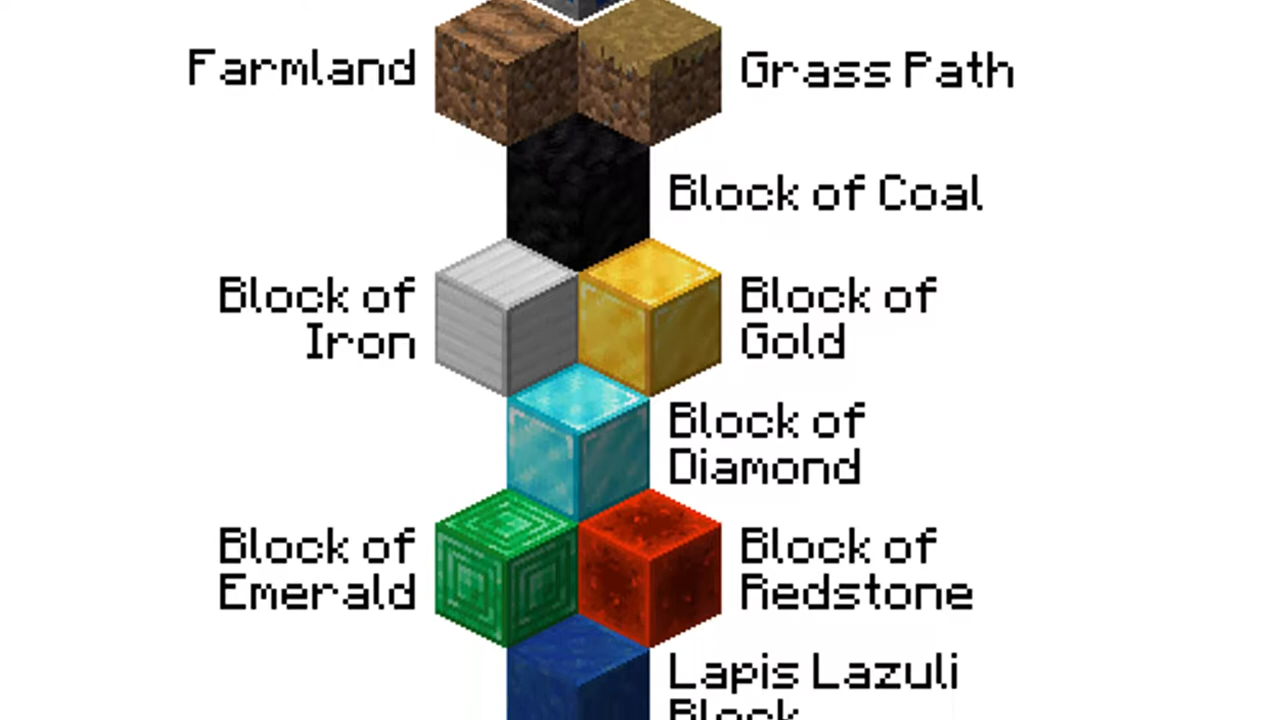 Farmland
Grass Path
Block of Coal
Block of
Iron
Block of
Gold
Block of
Diamond
Block of
Emerald
Block of
Redstone
Lapis Lazuli
Block